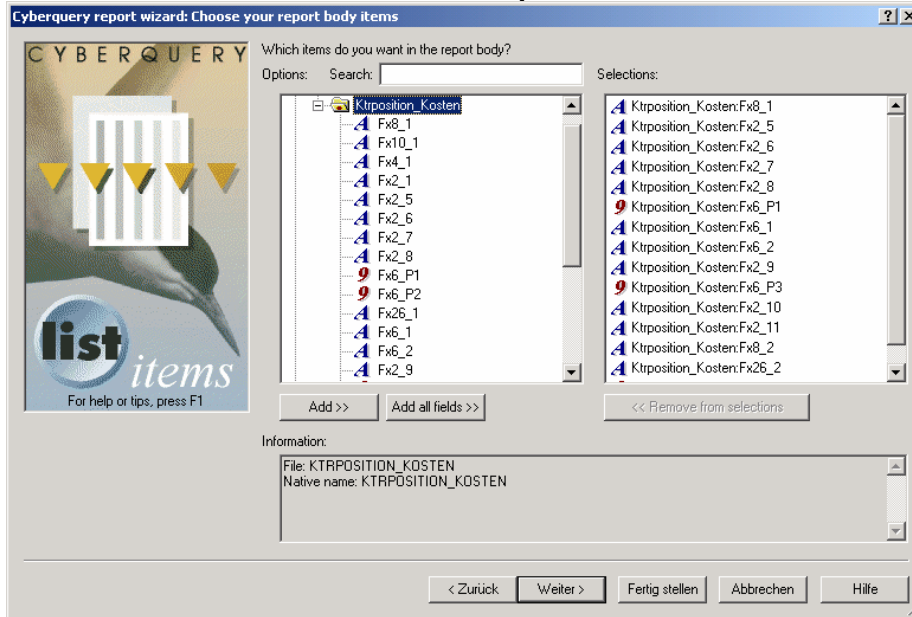 Cyberquery report wizard: Choose your report body items
CYBERQUERY
list
items
For help or tips, press F1
Which items do you want in the report body?
Options: Search:
Ktrposition_Kosten
Fx8_1
Fx10_1
Fx4_1
Fx2_1
Fx2_5
Fx2_6
Fx2_7
Fx2_8
Fx6_P1
Fx6_P2
Fx26_1
Fx6_1
Fx6_2
Fx2_9
Selections:
Ktrposition_Kosten:Fx8_1
Ktrposition_Kosten:Fx2_5
Ktrposition_Kosten:Fx2_6
Ktrposition_Kosten:Fx2_7
Ktrposition_Kosten:Fx2_8
Ktrposition_Kosten:Fx6_P1
Ktrposition_Kosten:Fx6_1
Ktrposition_Kosten:Fx6_2
Ktrposition_Kosten:Fx2_9
Ktrposition_Kosten:Fx6_P3
Ktrposition_Kosten:Fx2_10
Ktrposition_Kosten:Fx2_11
Ktrposition_Kosten:Fx8_2
Ktrposition_Kosten:Fx26_2
Add >> Add all fields >> << Remove from selections
Information:
File: KTRPOSITION_KOSTEN
Native name: KTRPOSITION_KOSTEN
< Zurück Weiter > Fertig stellen Abbrechen Hilfe